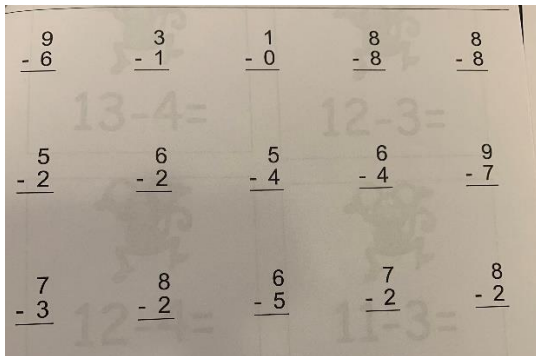 9 3 1 8 8
- 6 - 1 - 0 - 8 - 8
13-4= 12-3=
5 6 5 6 9
- 2 - 2 - 4 - 4 - 7
7 8 6 7 8
- 3 - 2 - 5 - 2 - 2
11-3=